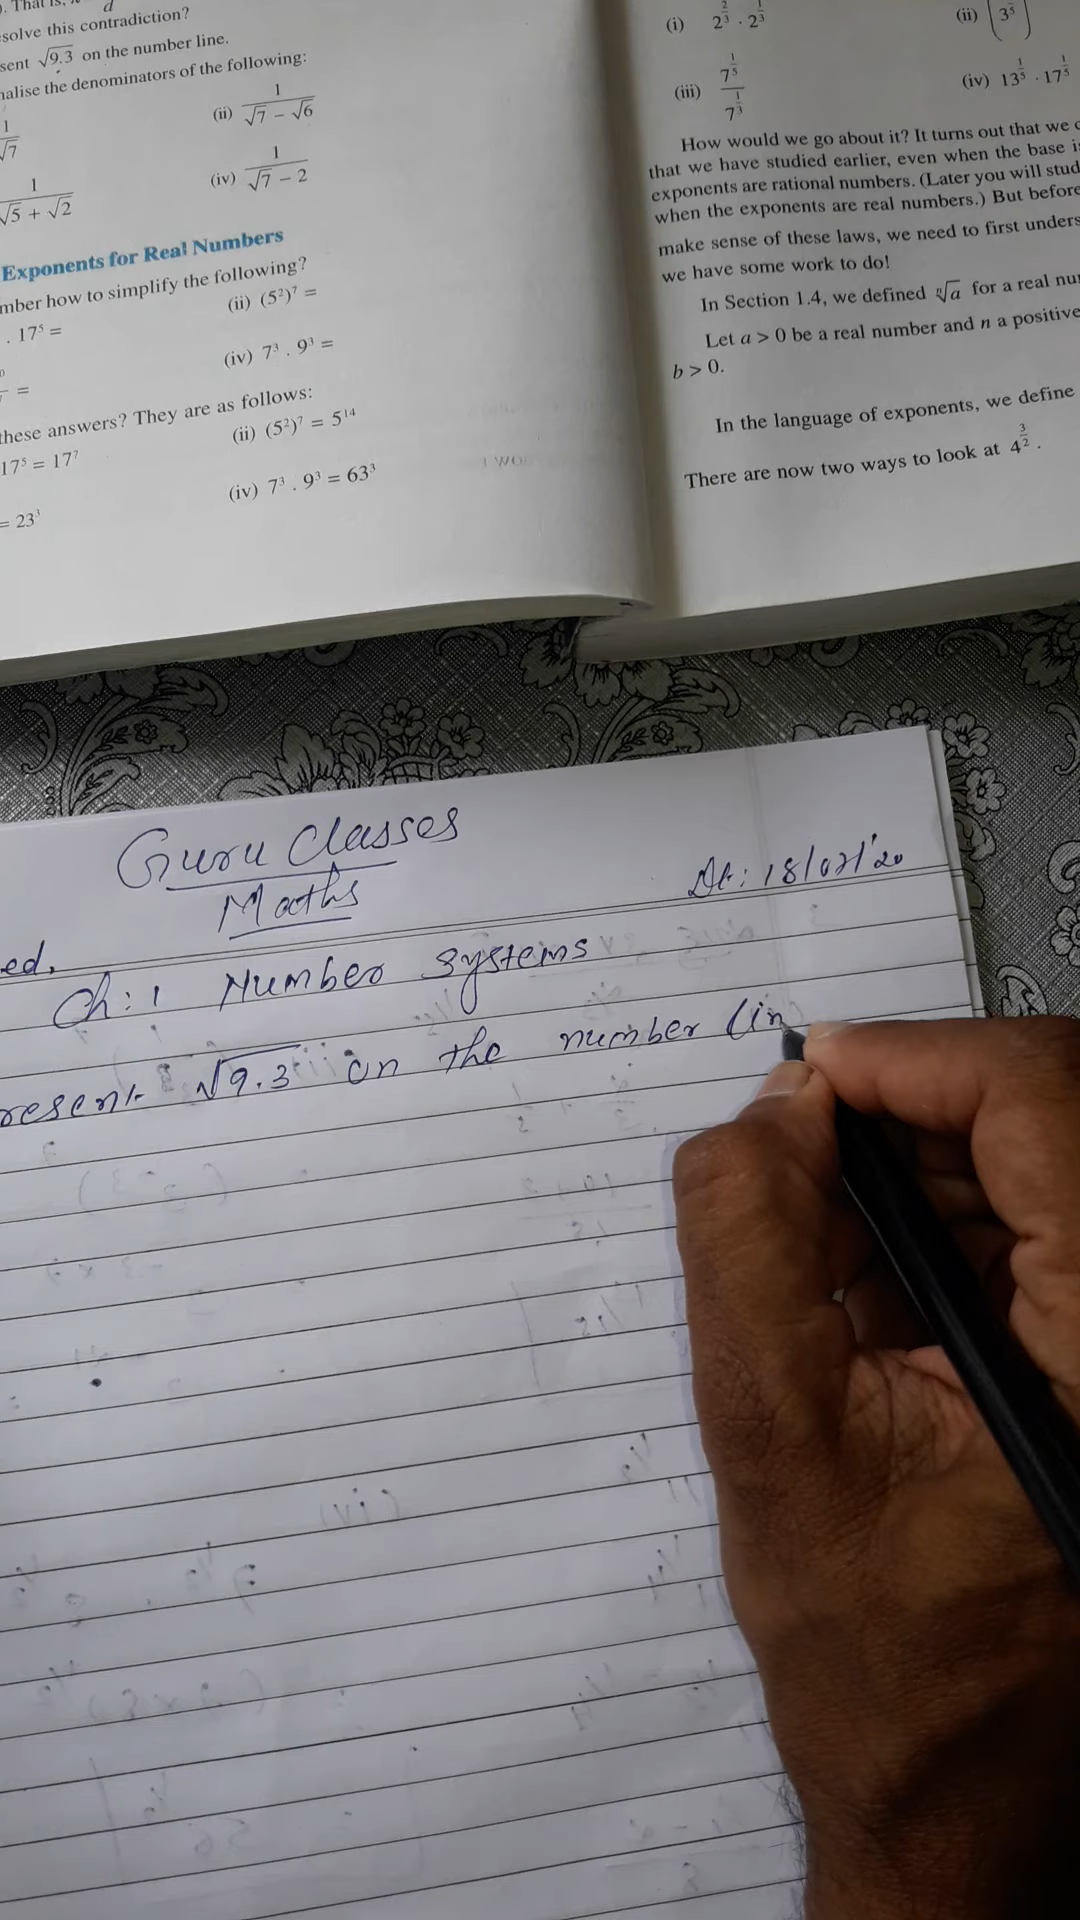 solve this contradiction?
√9.3 on the number line.
the denominators of the following:
(ii) 1/(√7 − √6)
1/√7
(iv) 1/(√7 − 2)
1/(√5 + √2)
Exponents for Real Numbers
how to simplify the following?
. 17⁵ =
(ii) (5²)⁷ =
=
(iv) 7³ . 9³ =
these answers? They are as follows:
17⁵ = 17⁷
(ii) (5²)⁷ = 5¹⁴
= 23³
(iv) 7³ . 9³ = 63³
(i) 2^(2/3) · 2^(1/3)
(ii)
(iii) 7^(1/5) / 7^(1/3)
(iv) 13^(1/5) · 17^(1/5)
How would we go about it? It turns out that we
that we have studied earlier, even when the base
exponents are rational numbers. (Later you will
when the exponents are real numbers.) But before
make sense of these laws, we need to first
we have some work to do!
In Section 1.4, we defined ⁿ√a for a real
Let a > 0 be a real number and n a positive
b > 0.
In the language of exponents, we define
There are now two ways to look at 4^(3/2) .
Guru Classes
Maths
Dt: 18/07/20
Ch: 1 Number Systems
√9.3 on the number lin